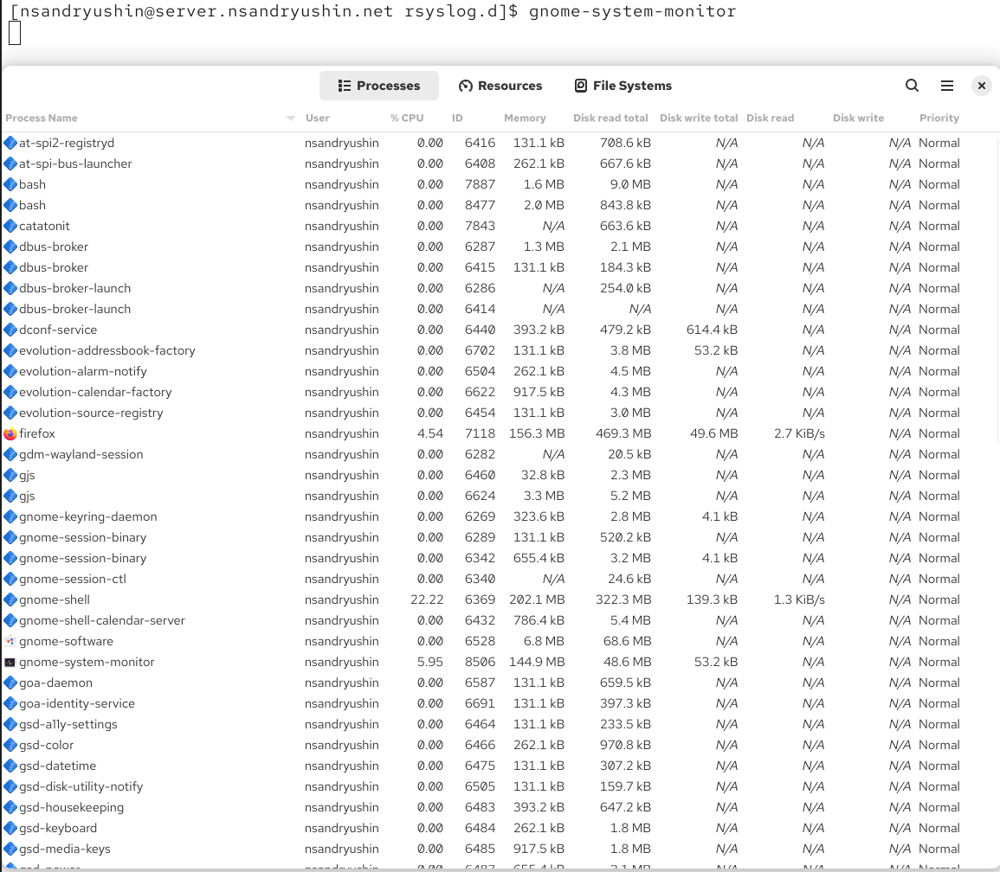 [nsandryushin@server.nsandryushin.net rsyslog.d]$ gnome-system-monitor
Processes Resources File Systems
Process Name User % CPU ID Memory Disk read total Disk write total Disk read Disk write Priority
at-spi2-registryd nsandryushin 0.00 6416 131.1 kB 708.6 kB N/A N/A N/A Normal
at-spi-bus-launcher nsandryushin 0.00 6408 262.1 kB 667.6 kB N/A N/A N/A Normal
bash nsandryushin 0.00 7887 1.6 MB 9.0 MB N/A N/A N/A Normal
bash nsandryushin 0.00 8477 2.0 MB 843.8 kB N/A N/A N/A Normal
catatonit nsandryushin 0.00 7843 N/A 663.6 kB N/A N/A N/A Normal
dbus-broker nsandryushin 0.00 6287 1.3 MB 2.1 MB N/A N/A N/A Normal
dbus-broker nsandryushin 0.00 6415 131.1 kB 184.3 kB N/A N/A N/A Normal
dbus-broker-launch nsandryushin 0.00 6286 N/A 254.0 kB N/A N/A N/A Normal
dbus-broker-launch nsandryushin 0.00 6414 N/A N/A N/A N/A N/A Normal
dconf-service nsandryushin 0.00 6440 393.2 kB 479.2 kB 614.4 kB N/A N/A Normal
evolution-addressbook-factory nsandryushin 0.00 6702 131.1 kB 3.8 MB 53.2 kB N/A N/A Normal
evolution-alarm-notify nsandryushin 0.00 6504 262.1 kB 4.5 MB N/A N/A N/A Normal
evolution-calendar-factory nsandryushin 0.00 6622 917.5 kB 4.3 MB N/A N/A N/A Normal
evolution-source-registry nsandryushin 0.00 6454 131.1 kB 3.0 MB N/A N/A N/A Normal
firefox nsandryushin 4.54 7118 156.3 MB 469.3 MB 49.6 MB 2.7 KiB/s N/A Normal
gdm-wayland-session nsandryushin 0.00 6282 N/A 20.5 kB N/A N/A N/A Normal
gjs nsandryushin 0.00 6460 32.8 kB 2.3 MB N/A N/A N/A Normal
gjs nsandryushin 0.00 6624 3.3 MB 5.2 MB N/A N/A N/A Normal
gnome-keyring-daemon nsandryushin 0.00 6269 323.6 kB 2.8 MB 4.1 kB N/A N/A Normal
gnome-session-binary nsandryushin 0.00 6289 131.1 kB 520.2 kB N/A N/A N/A Normal
gnome-session-binary nsandryushin 0.00 6342 655.4 kB 3.2 MB 4.1 kB N/A N/A Normal
gnome-session-ctl nsandryushin 0.00 6340 N/A 24.6 kB N/A N/A N/A Normal
gnome-shell nsandryushin 22.22 6369 202.1 MB 322.3 MB 139.3 kB 1.3 KiB/s N/A Normal
gnome-shell-calendar-server nsandryushin 0.00 6432 786.4 kB 5.4 MB N/A N/A N/A Normal
gnome-software nsandryushin 0.00 6528 6.8 MB 68.6 MB N/A N/A N/A Normal
gnome-system-monitor nsandryushin 5.95 8506 144.9 MB 48.6 MB 53.2 kB N/A N/A Normal
goa-daemon nsandryushin 0.00 6587 131.1 kB 659.5 kB N/A N/A N/A Normal
goa-identity-service nsandryushin 0.00 6691 131.1 kB 397.3 kB N/A N/A N/A Normal
gsd-a11y-settings nsandryushin 0.00 6464 131.1 kB 233.5 kB N/A N/A N/A Normal
gsd-color nsandryushin 0.00 6466 262.1 kB 970.8 kB N/A N/A N/A Normal
gsd-datetime nsandryushin 0.00 6475 131.1 kB 307.2 kB N/A N/A N/A Normal
gsd-disk-utility-notify nsandryushin 0.00 6505 131.1 kB 159.7 kB N/A N/A N/A Normal
gsd-housekeeping nsandryushin 0.00 6483 393.2 kB 647.2 kB N/A N/A N/A Normal
gsd-keyboard nsandryushin 0.00 6484 262.1 kB 1.8 MB N/A N/A N/A Normal
gsd-media-keys nsandryushin 0.00 6485 917.5 kB 1.8 MB N/A N/A N/A Normal